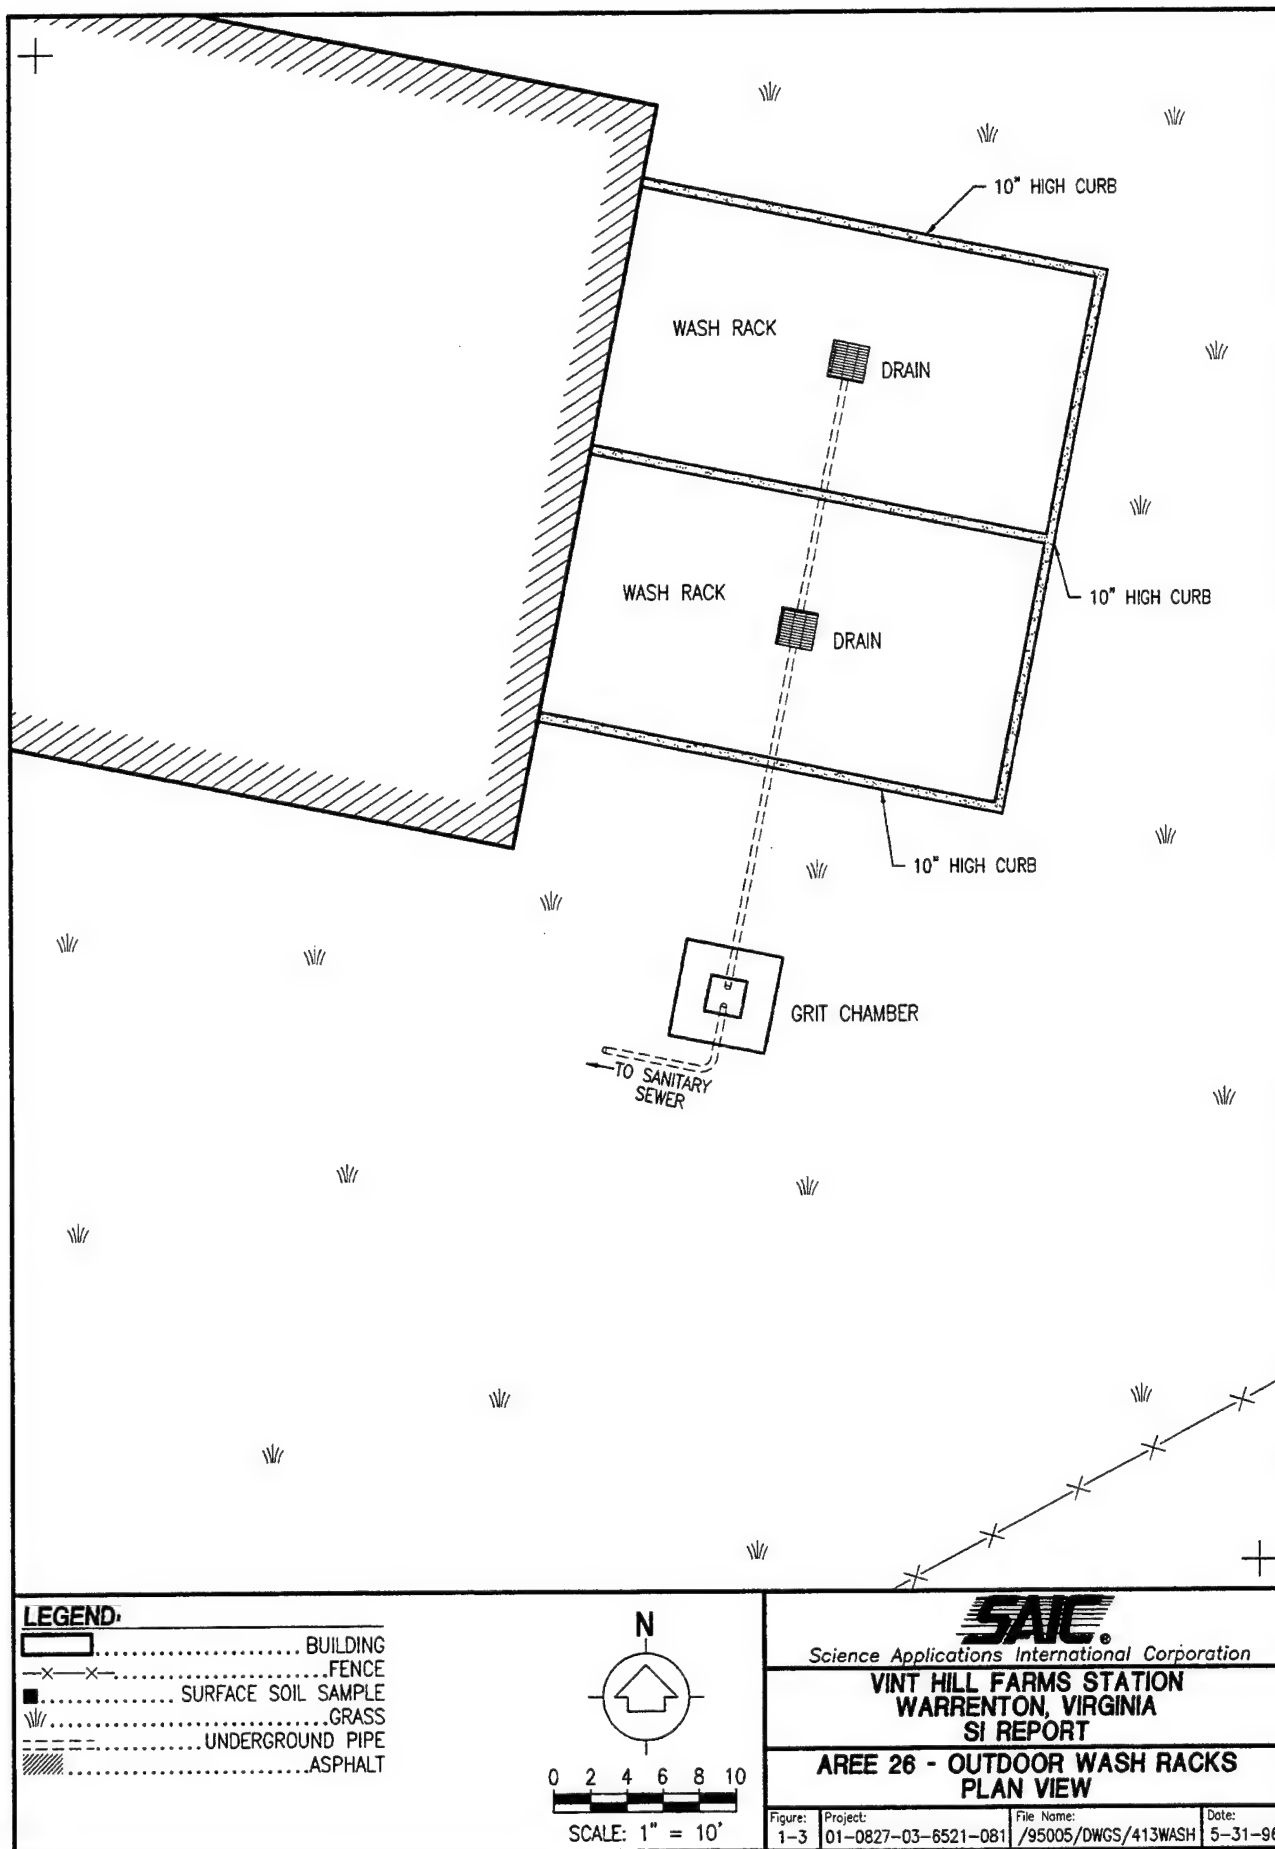 10" HIGH CURB
WASH RACK
DRAIN
10" HIGH CURB
WASH RACK
DRAIN
10" HIGH CURB
GRIT CHAMBER
TO SANITARY
SEWER
LEGEND:
BUILDING
FENCE
SURFACE SOIL SAMPLE
GRASS
UNDERGROUND PIPE
ASPHALT
N
0 2 4 6 8 10
SCALE: 1" = 10'
SAIC®
Science Applications International Corporation
VINT HILL FARMS STATION
WARRENTON, VIRGINIA
SI REPORT
AREE 26 - OUTDOOR WASH RACKS
PLAN VIEW
Figure: Project: File Name: Date:
1-3 01-0827-03-6521-081 /95005/DWGS/413WASH 5-31-96